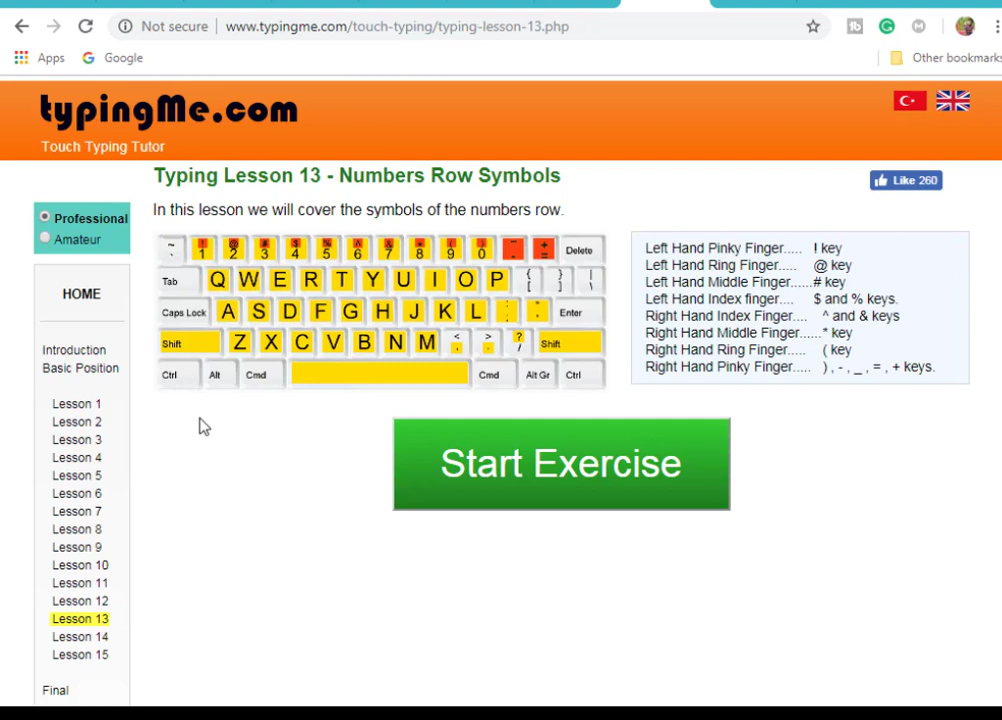 Not secure | www.typingme.com/touch-typing/typing-lesson-13.php
Apps Google Other bookmarks
typingMe.com
Touch Typing Tutor
Typing Lesson 13 - Numbers Row Symbols
Like 260
In this lesson we will cover the symbols of the numbers row.
Professional
Amateur
HOME
Introduction
Basic Position
Lesson 1
Lesson 2
Lesson 3
Lesson 4
Lesson 5
Lesson 6
Lesson 7
Lesson 8
Lesson 9
Lesson 10
Lesson 11
Lesson 12
Lesson 13
Lesson 14
Lesson 15
Final
! @ # $ % ^ & * ( )
1 2 3 4 5 6 7 8 9 0 - = Delete
Tab Q W E R T Y U I O P { [ } ] | \
Caps Lock A S D F G H J K L : ; " ' Enter
Shift Z X C V B N M < , > . ? / Shift
Ctrl Alt Cmd Cmd Alt Gr Ctrl
Left Hand Pinky Finger..... ! key
Left Hand Ring Finger..... @ key
Left Hand Middle Finger...... # key
Left Hand Index finger.... $ and % keys.
Right Hand Index Finger..... ^ and & keys
Right Hand Middle Finger...... * key
Right Hand Ring Finger..... ( key
Right Hand Pinky Finger..... ) , - , _ , = , + keys.
Start Exercise